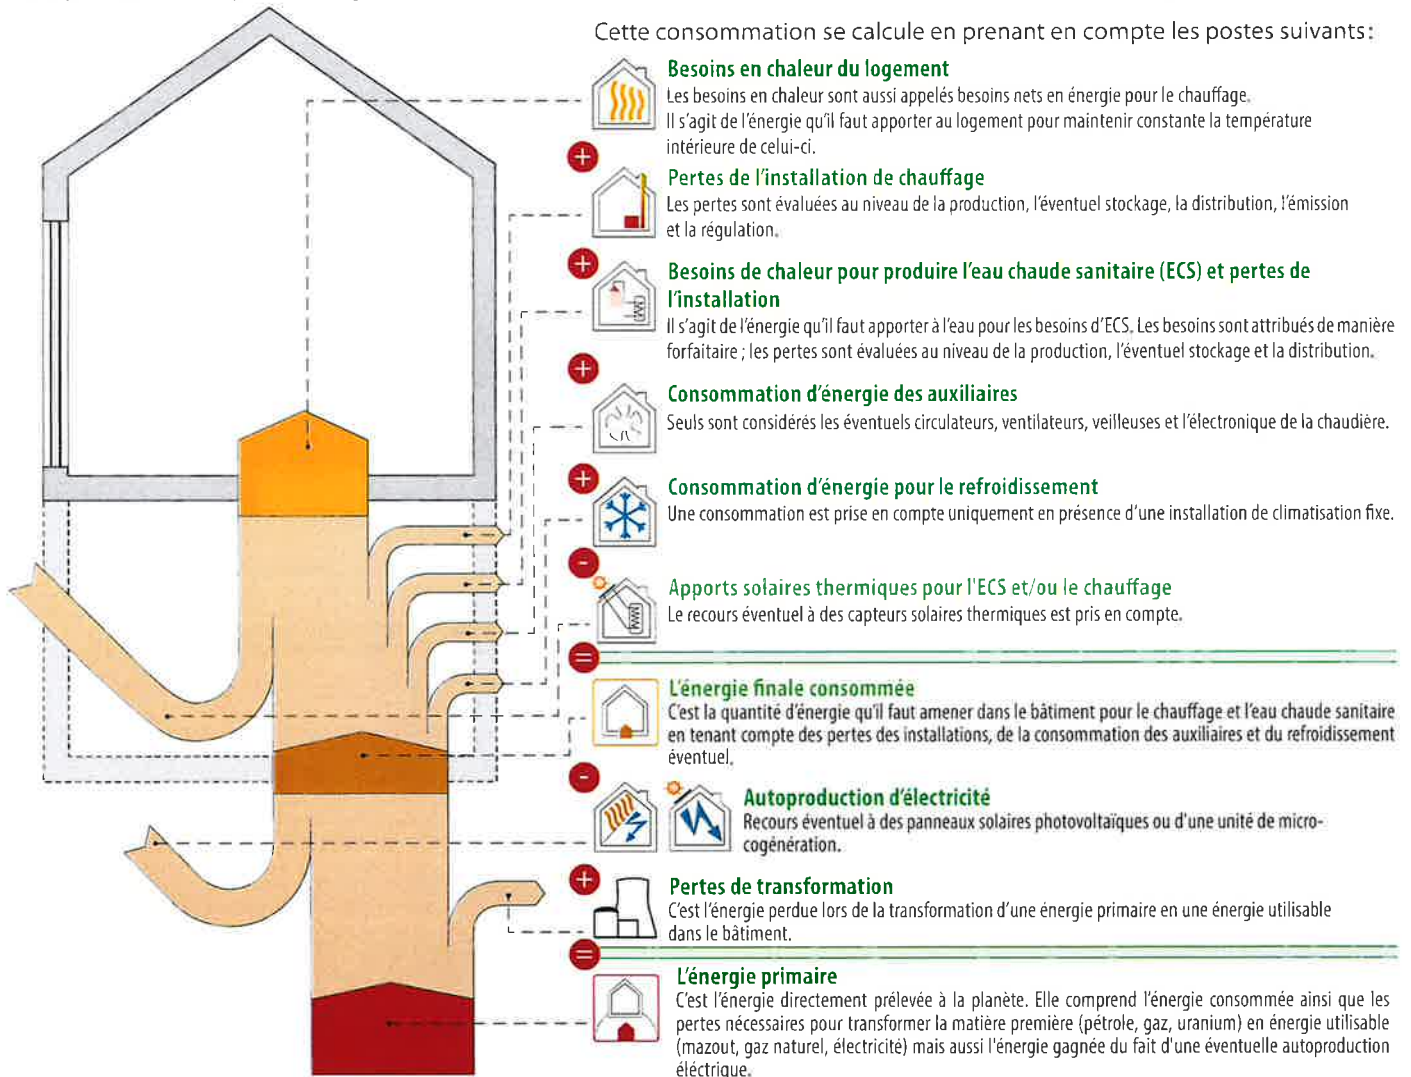 Cette consommation se calcule en prenant en compte les postes suivants:
Besoins en chaleur du logement
Les besoins en chaleur sont aussi appelés besoins nets en énergie pour le chauffage.
Il s'agit de l'énergie qu'il faut apporter au logement pour maintenir constante la température
intérieure de celui-ci.
+
Pertes de l'installation de chauffage
Les pertes sont évaluées au niveau de la production, l'éventuel stockage, la distribution, l'émission
et la régulation.
+
Besoins de chaleur pour produire l'eau chaude sanitaire (ECS) et pertes de
l'installation
Il s'agit de l'énergie qu'il faut apporter à l'eau pour les besoins d'ECS. Les besoins sont attribués de manière
forfaitaire ; les pertes sont évaluées au niveau de la production, l'éventuel stockage et la distribution.
+
Consommation d'énergie des auxiliaires
Seuls sont considérés les éventuels circulateurs, ventilateurs, veilleuses et l'électronique de la chaudière.
+
Consommation d'énergie pour le refroidissement
Une consommation est prise en compte uniquement en présence d'une installation de climatisation fixe.
-
Apports solaires thermiques pour l'ECS et/ou le chauffage
Le recours éventuel à des capteurs solaires thermiques est pris en compte.
=
L'énergie finale consommée
C'est la quantité d'énergie qu'il faut amener dans le bâtiment pour le chauffage et l'eau chaude sanitaire
en tenant compte des pertes des installations, de la consommation des auxiliaires et du refroidissement
éventuel.
-
Autoproduction d'électricité
Recours éventuel à des panneaux solaires photovoltaïques ou d'une unité de micro-
cogénération.
+
Pertes de transformation
C'est l'énergie perdue lors de la transformation d'une énergie primaire en une énergie utilisable
dans le bâtiment.
=
L'énergie primaire
C'est l'énergie directement prélevée à la planète. Elle comprend l'énergie consommée ainsi que les
pertes nécessaires pour transformer la matière première (pétrole, gaz, uranium) en énergie utilisable
(mazout, gaz naturel, électricité) mais aussi l'énergie gagnée du fait d'une éventuelle autoproduction
éléctrique.